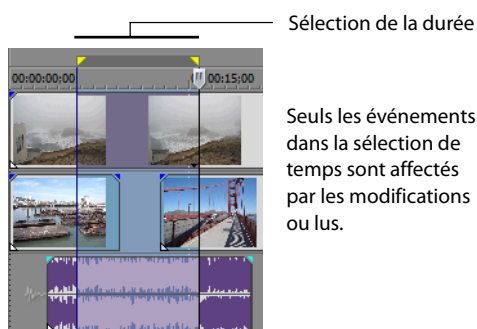 Sélection de la durée
00:00:00;00
00:15;00
Seuls les événements
dans la sélection de
temps sont affectés
par les modifications
ou lus.